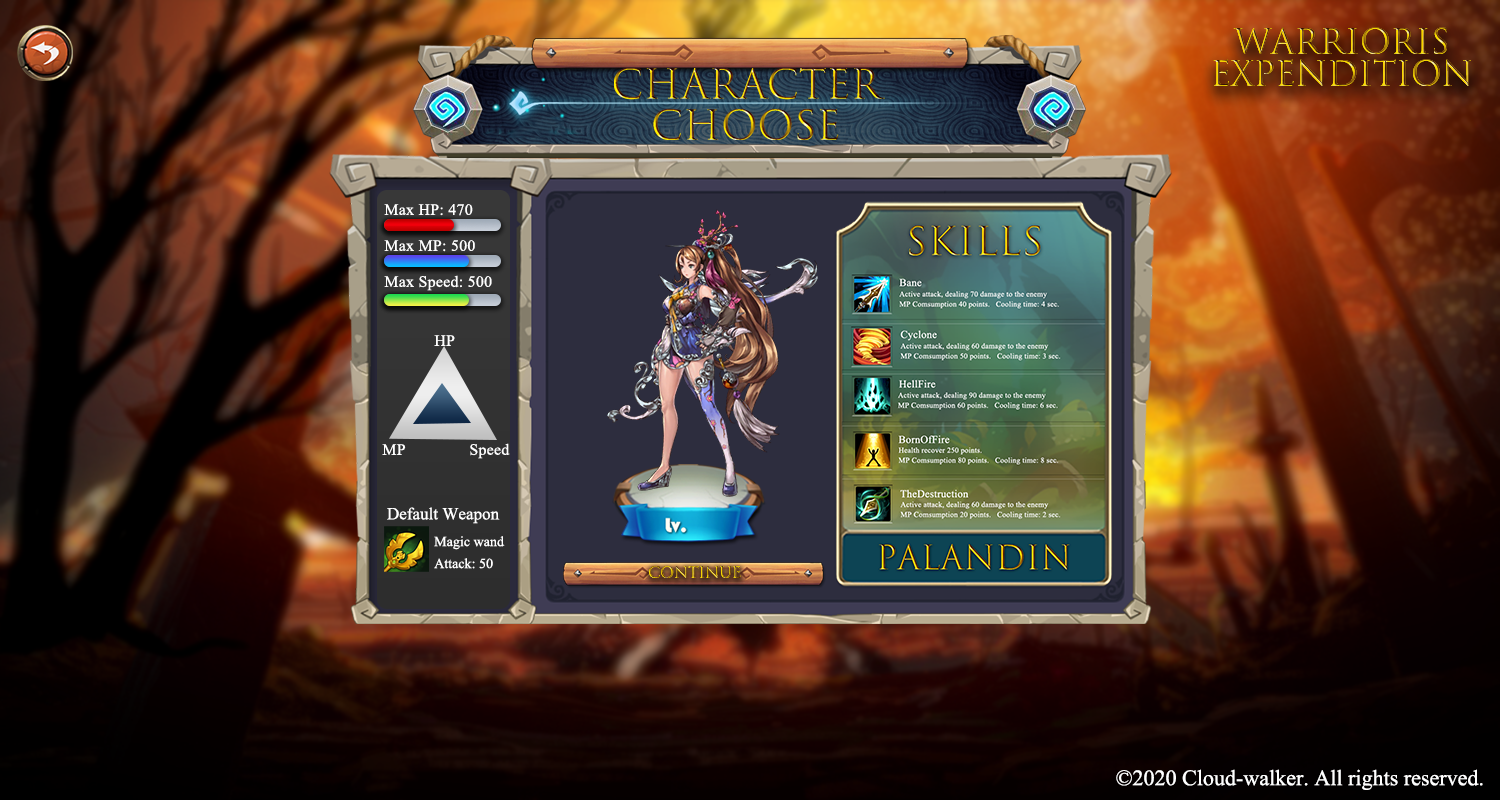 WARRIORIS
EXPENDITION
CHARACTER
CHOOSE
Max HP: 470
Max MP: 500
Max Speed: 500
HP
MP
Speed
Default Weapon
Magic wand
Attack: 50
lv.
CONTINUE
SKILLS
Bane
Active attack, dealing 70 damage to the enemy
MP Comsumption 40 points. Cooling time: 4 sec.
Cyclone
Active attack, dealing 60 damage to the enemy
MP Comsumption 50 points. Cooling time: 3 sec.
HellFire
Active attack, dealing 90 damage to the enemy
MP Comsumption 60 points. Cooling time: 6 sec.
BornOfFire
Health recover 250 points.
MP Comsumption 80 points. Cooling time: 8 sec.
TheDestruction
Active attack, dealing 60 damage to the enemy
MP Comsumption 20 points. Cooling time: 2 sec.
PALANDIN
©2020 Cloud-walker. All rights reserved.